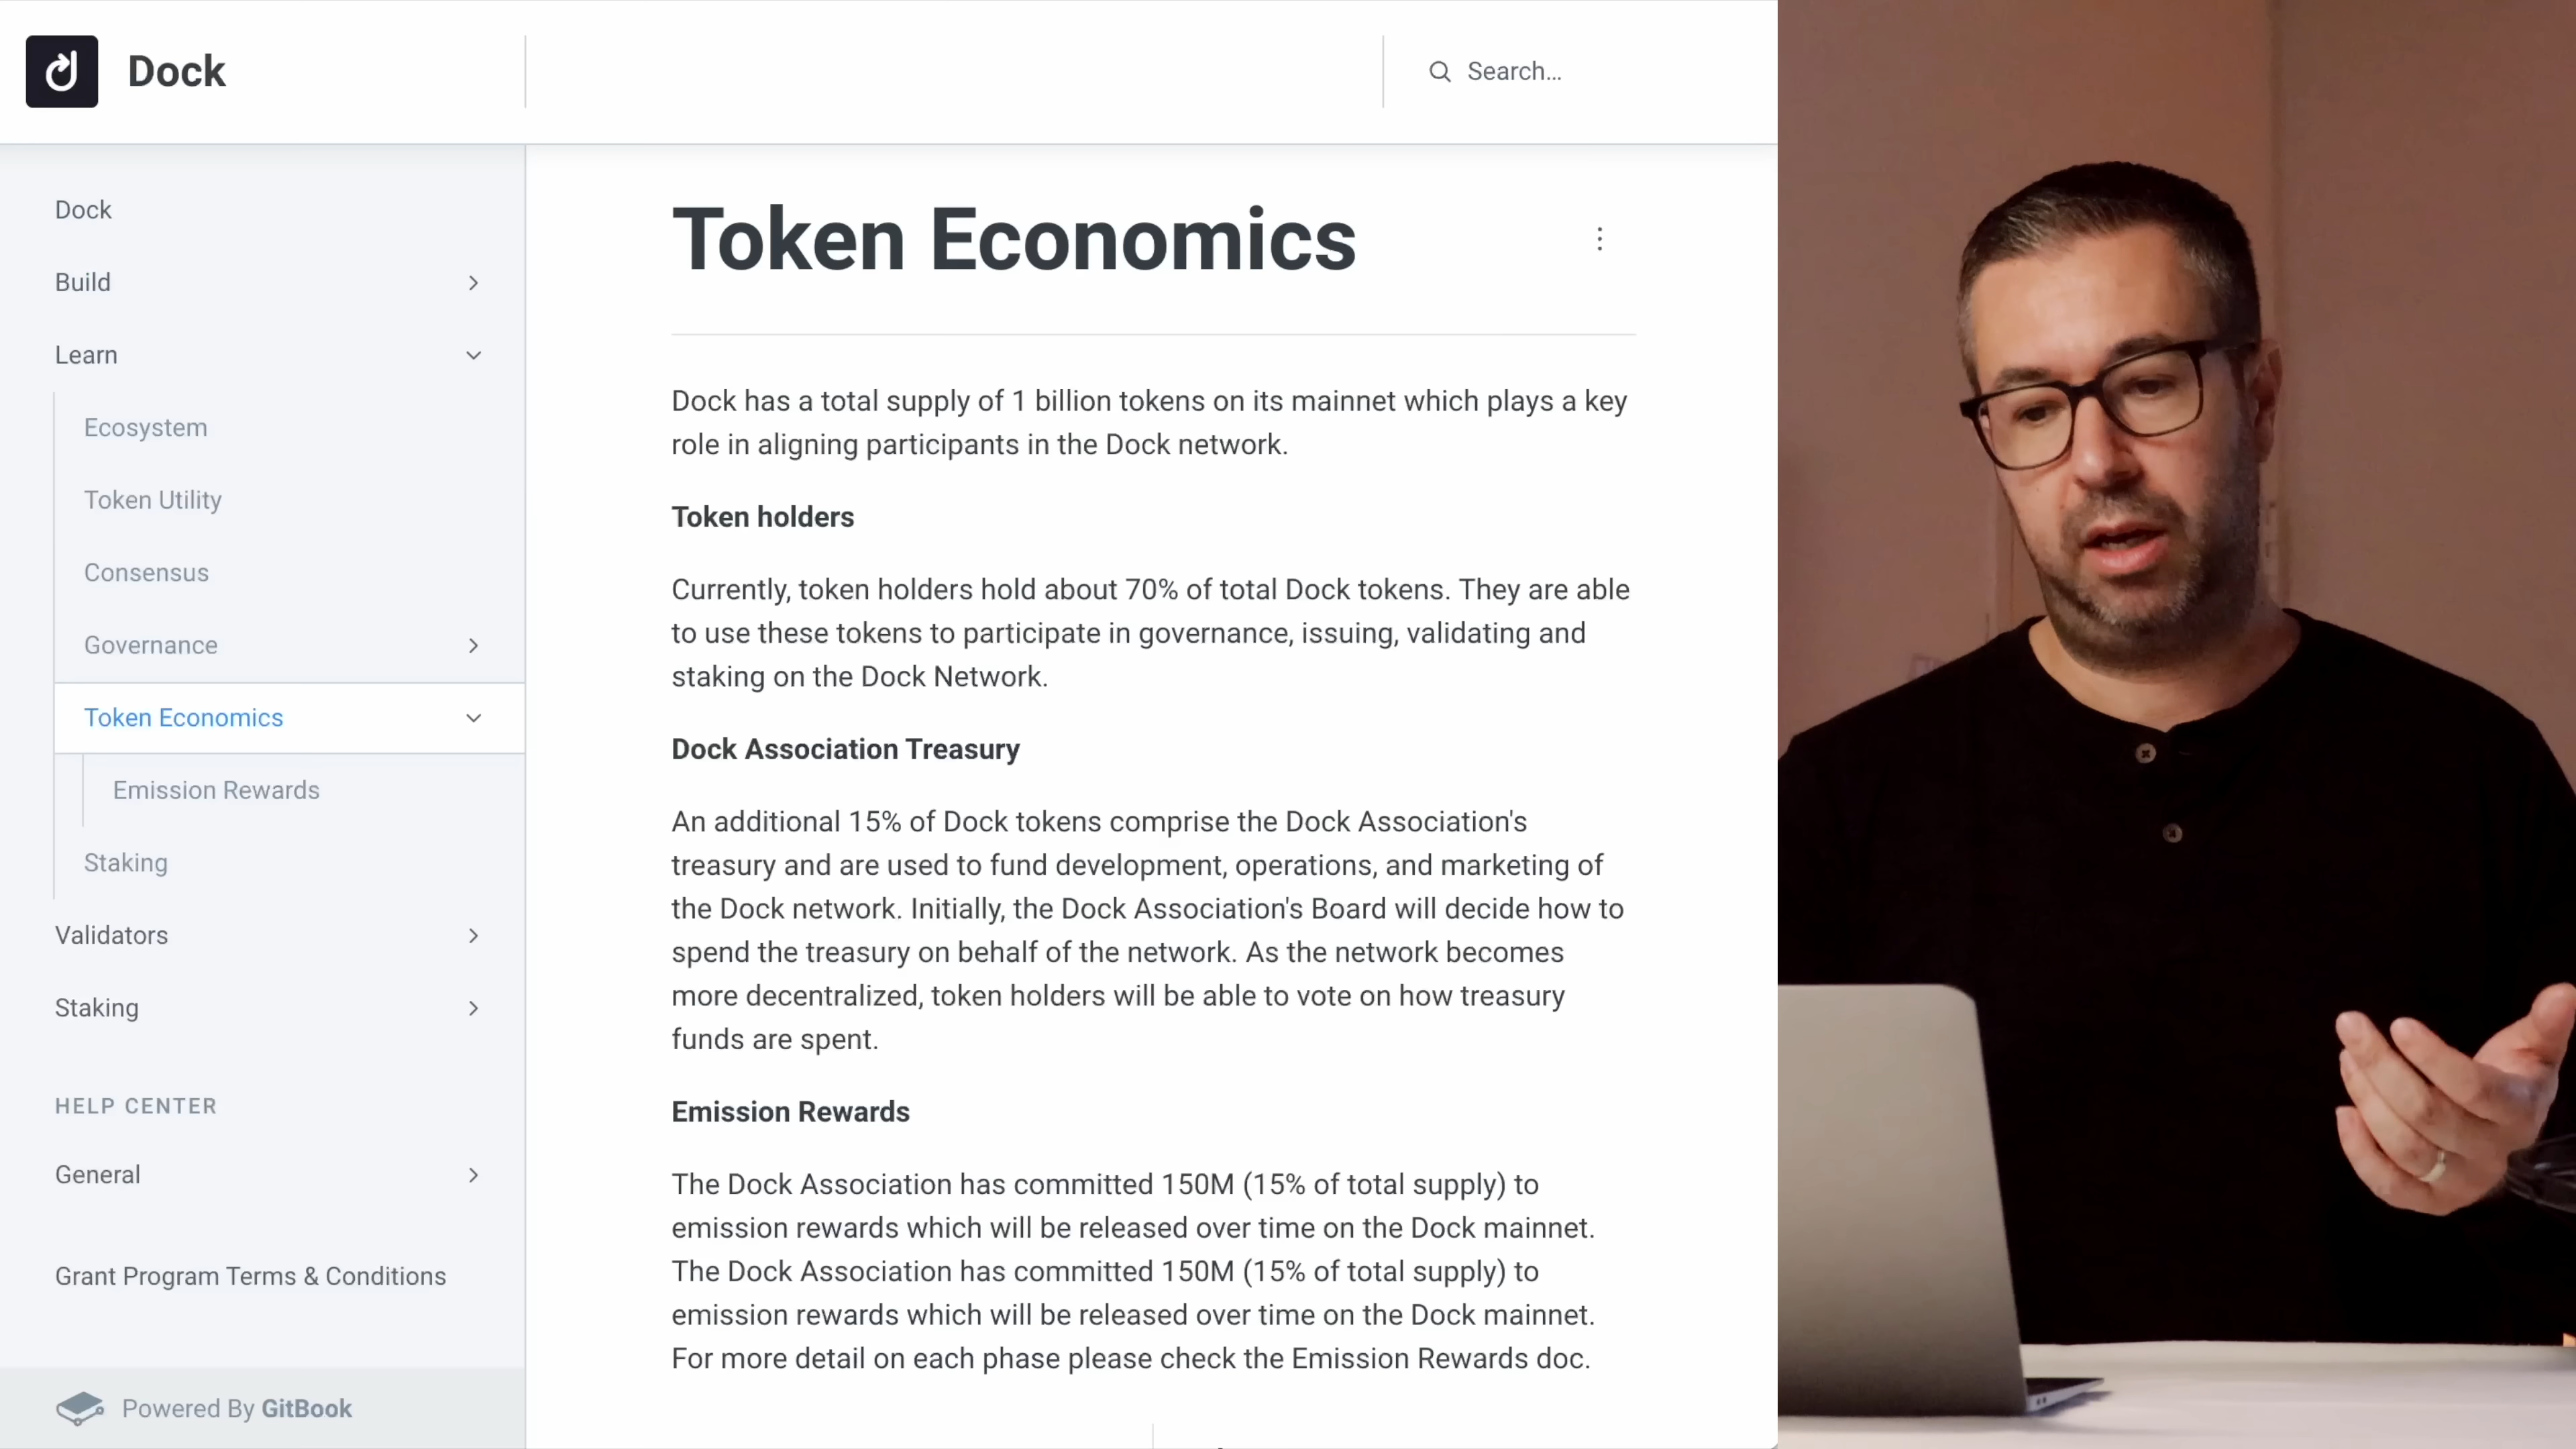 Dock
Search...
Dock
Build
Learn
Ecosystem
Token Utility
Consensus
Governance
Token Economics
Emission Rewards
Staking
Validators
Staking
HELP CENTER
General
Grant Program Terms & Conditions
Powered By GitBook
Token Economics
Dock has a total supply of 1 billion tokens on its mainnet which plays a key
role in aligning participants in the Dock network.
Token holders
Currently, token holders hold about 70% of total Dock tokens. They are able
to use these tokens to participate in governance, issuing, validating and
staking on the Dock Network.
Dock Association Treasury
An additional 15% of Dock tokens comprise the Dock Association's
treasury and are used to fund development, operations, and marketing of
the Dock network. Initially, the Dock Association's Board will decide how to
spend the treasury on behalf of the network. As the network becomes
more decentralized, token holders will be able to vote on how treasury
funds are spent.
Emission Rewards
The Dock Association has committed 150M (15% of total supply) to
emission rewards which will be released over time on the Dock mainnet.
The Dock Association has committed 150M (15% of total supply) to
emission rewards which will be released over time on the Dock mainnet.
For more detail on each phase please check the Emission Rewards doc.